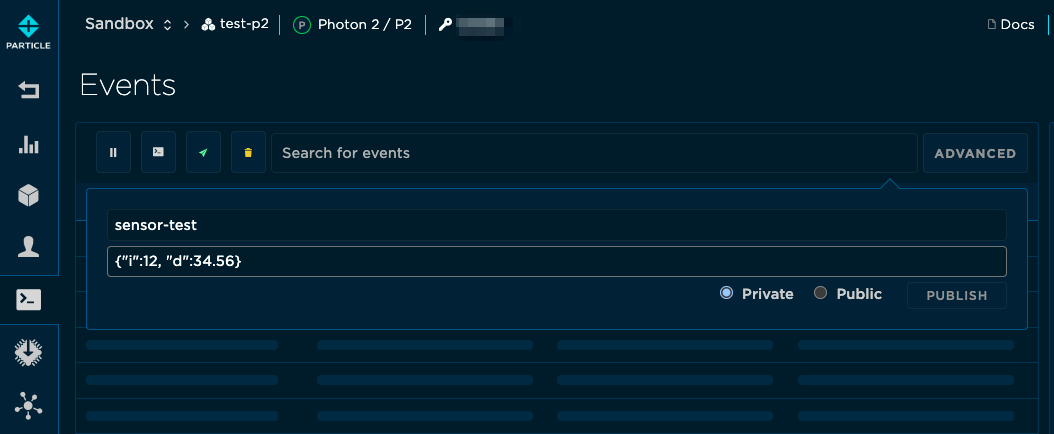 Sandbox > test-p2 P Photon 2 / P2 Docs
PARTICLE
Events
Search for events ADVANCED
sensor-test
{"i":12, "d":34.56}
Private Public PUBLISH